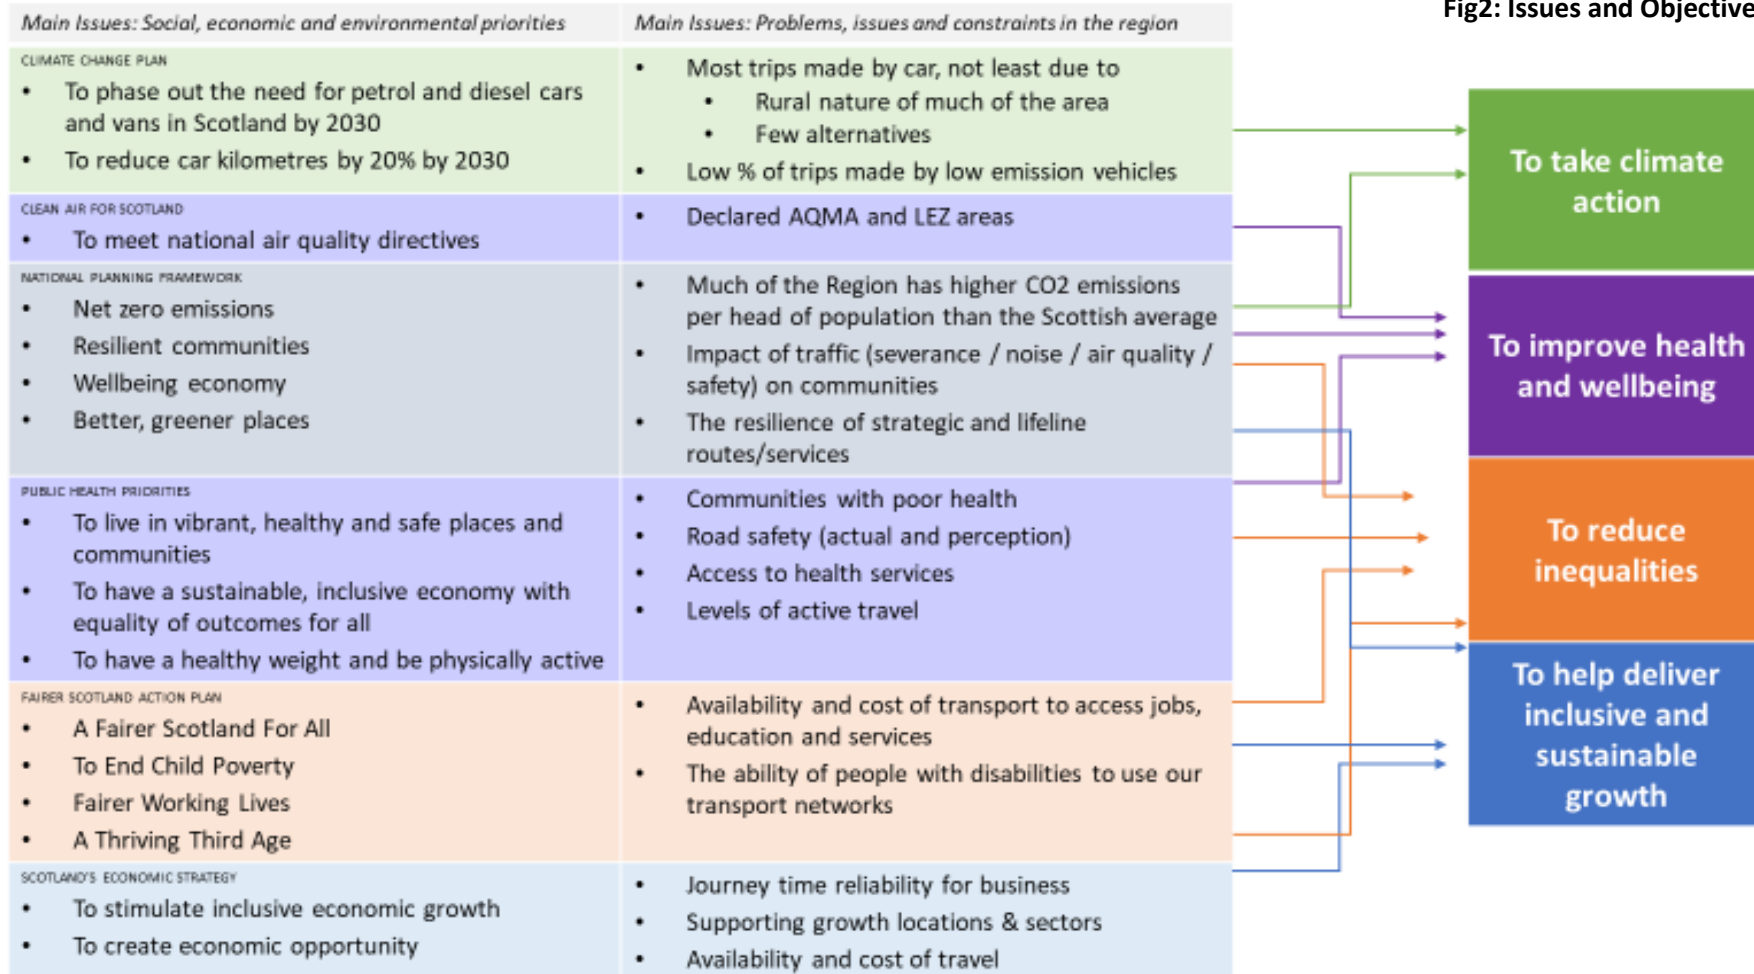 Fig2: Issues and Objective
Main Issues: Social, economic and environmental priorities
Main Issues: Problems, issues and constraints in the region
CLIMATE CHANGE PLAN
• To phase out the need for petrol and diesel cars
and vans in Scotland by 2030
• To reduce car kilometres by 20% by 2030
• Most trips made by car, not least due to
• Rural nature of much of the area
• Few alternatives
• Low % of trips made by low emission vehicles
CLEAN AIR FOR SCOTLAND
• To meet national air quality directives
• Declared AQMA and LEZ areas
NATIONAL PLANNING FRAMEWORK
• Net zero emissions
• Resilient communities
• Wellbeing economy
• Better, greener places
• Much of the Region has higher CO2 emissions
per head of population than the Scottish average
• Impact of traffic (severance / noise / air quality /
safety) on communities
• The resilience of strategic and lifeline
routes/services
PUBLIC HEALTH PRIORITIES
• To live in vibrant, healthy and safe places and
communities
• To have a sustainable, inclusive economy with
equality of outcomes for all
• To have a healthy weight and be physically active
• Communities with poor health
• Road safety (actual and perception)
• Access to health services
• Levels of active travel
FAIRER SCOTLAND ACTION PLAN
• A Fairer Scotland For All
• To End Child Poverty
• Fairer Working Lives
• A Thriving Third Age
• Availability and cost of transport to access jobs,
education and services
• The ability of people with disabilities to use our
transport networks
SCOTLAND'S ECONOMIC STRATEGY
• To stimulate inclusive economic growth
• To create economic opportunity
• Journey time reliability for business
• Supporting growth locations & sectors
• Availability and cost of travel
To take climate
action
To improve health
and wellbeing
To reduce
inequalities
To help deliver
inclusive and
sustainable
growth